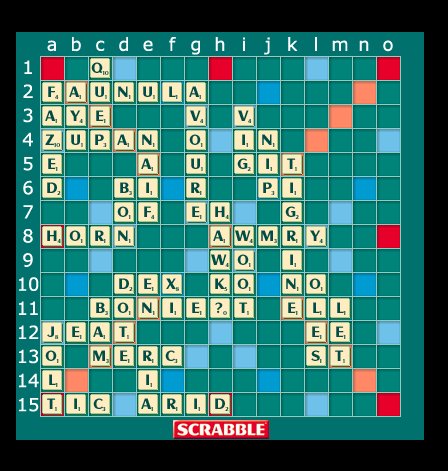 a b c d e f g h i j k l m n o
1 Q
2 F A U N U L A
3 A Y E V V
4 Z U P A N O I N
5 E A U G I T
6 D B I R P I
7 O F E H G
8 H O R N A W M R Y
9 W O I
10 D E X K O N O
11 B O N I E ? T E L L
12 J E A T E E
13 O M E R C S T
14 L I
15 T I C A R I D
SCRABBLE